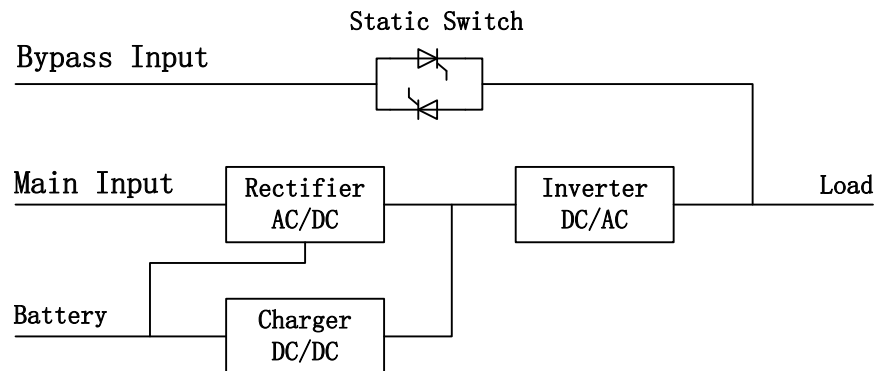 Static Switch
Bypass Input
Main Input
Rectifier
AC/DC
Inverter
DC/AC
Load
Battery
Charger
DC/DC